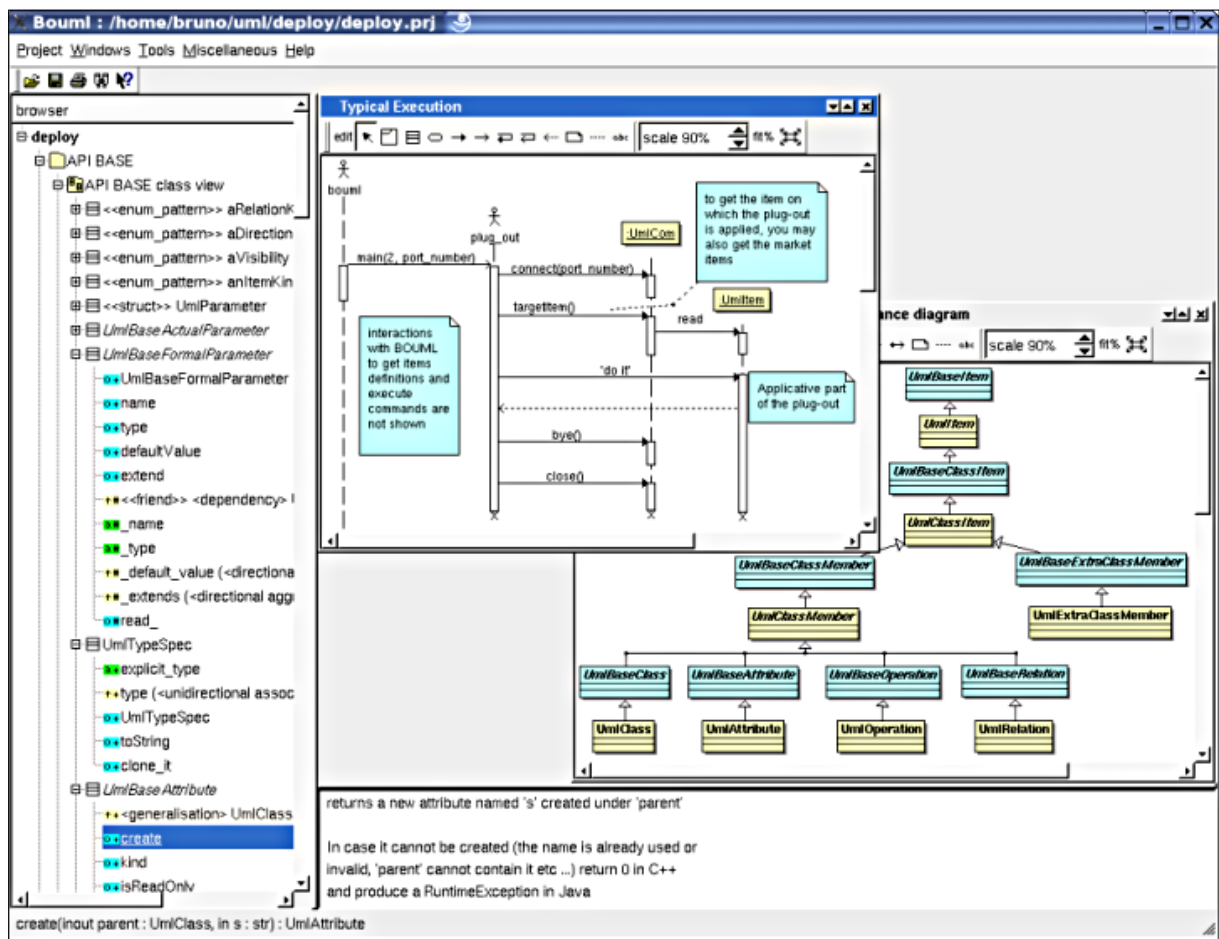 Bouml : /home/bruno/uml/deploy/deploy.prj
Project Windows Tools Miscellaneous Help
browser
deploy
API BASE
API BASE class view
<<enum_pattern>> aRelationK
<<enum_pattern>> aDirection
<<enum_pattern>> aVisibility
<<enum_pattern>> anItemKin
<<struct>> UmlParameter
UmlBaseActualParameter
UmlBaseFormalParameter
UmlBaseFormalParameter
name
type
defaultValue
extend
<<friend>> <dependency>
_name
_type
_default_value (<directiona
_extends (<directional agg
read_
UmlTypeSpec
explicit_type
type (<unidirectional assoc
UmlTypeSpec
toString
clone_it
UmlBaseAttribute
<generalisation> UmlClass
create
kind
isReadOnly
Typical Execution
edit
abc
scale 90%
fit%
bouml
plug_out
:UmlCom
to get the item on
which the plug-out
is applied, you may
also get the market
items
main(2, port_number)
connect(port_number)
:UmlItem
targetItem()
read
interactions
with BOUML
to get items
definitions and
execute
commands are
not shown
'do it'
Applicative part
of the plug-out
bye()
close()
ance diagram
abc
scale 90%
fit%
UmlBaseItem
UmlItem
UmlBaseClassItem
UmlClassItem
UmlBaseClassMember
UmlBaseExtraClassMember
UmlClassMember
UmlExtraClassMember
UmlBaseClass
UmlBaseAttribute
UmlBaseOperation
UmlBaseRelation
UmlClass
UmlAttribute
UmlOperation
UmlRelation
returns a new attribute named 's' created under 'parent'
In case it cannot be created (the name is already used or
invalid, 'parent' cannot contain it etc ...) return 0 in C++
and produce a RuntimeException in Java
create(inout parent : UmlClass, in s : str) : UmlAttribute